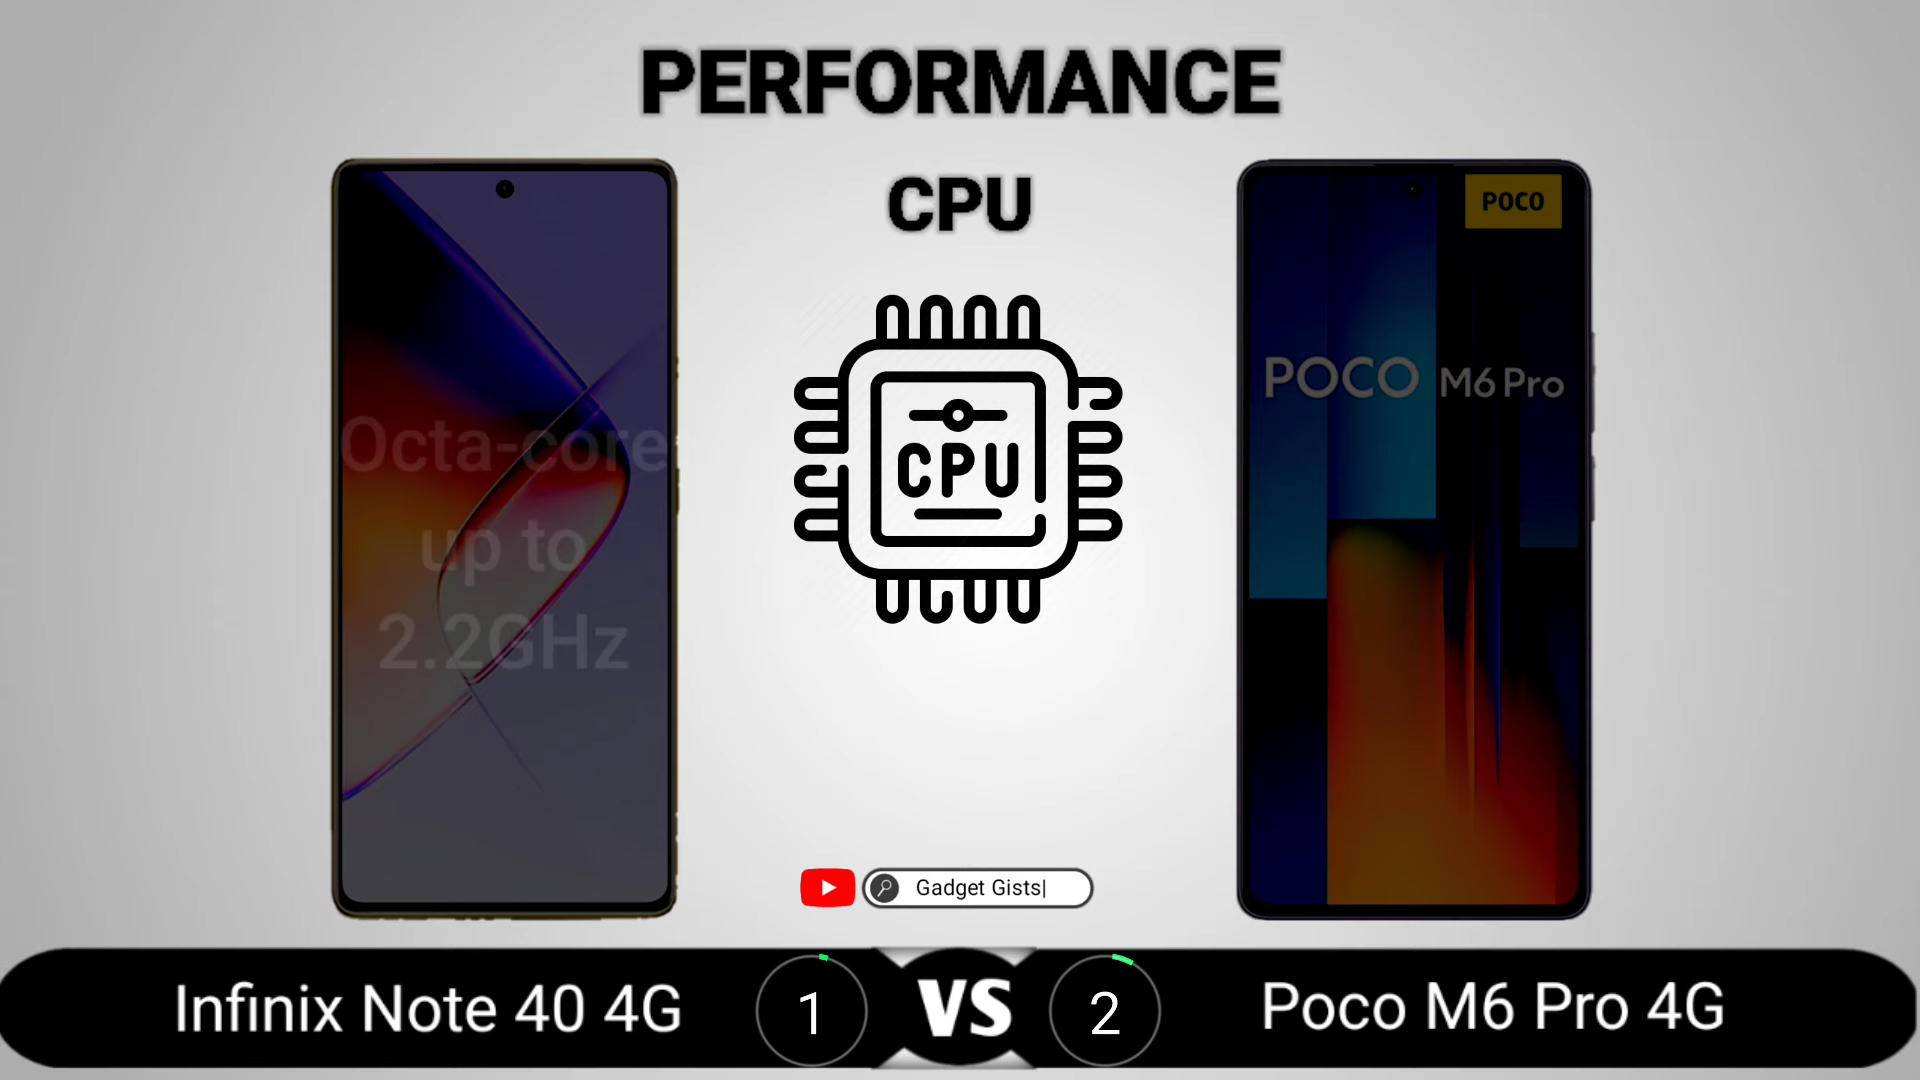 PERFORMANCE
CPU
CPU
Octa-core
up to
2.2GHz
POCO
POCO M6 Pro
Gadget Gists|
Infinix Note 40 4G
1
VS
2
Poco M6 Pro 4G